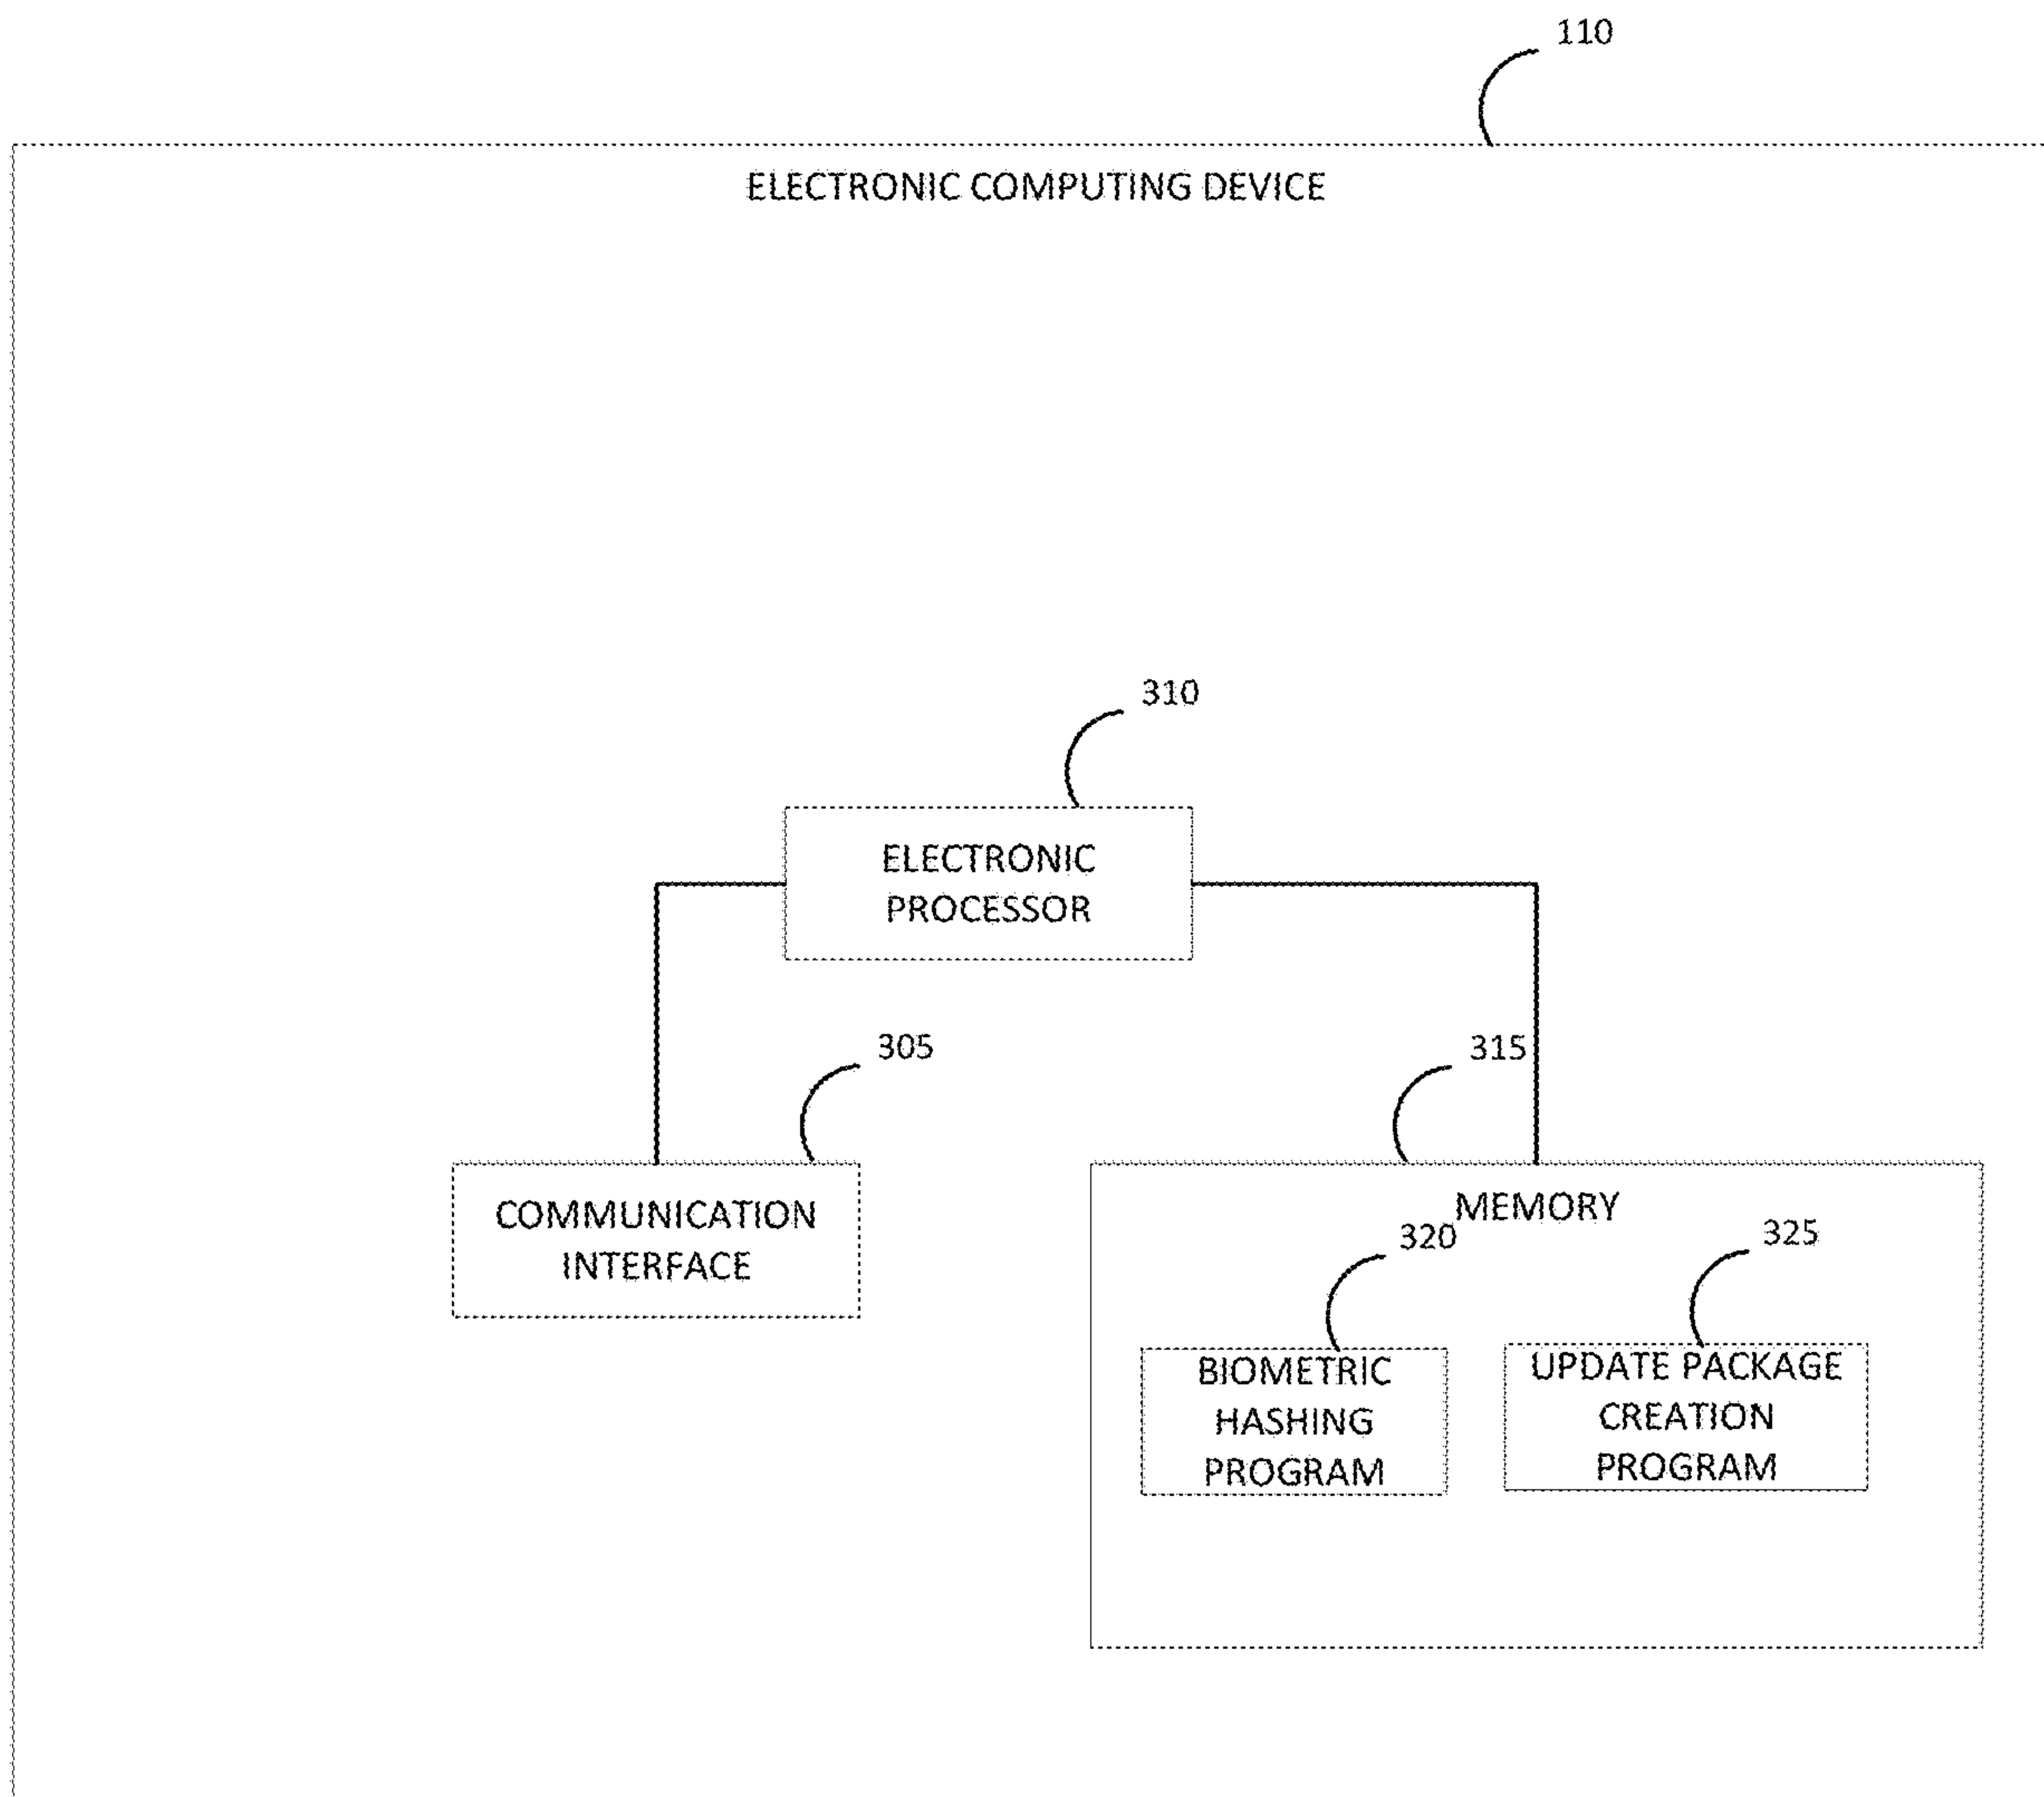 110
ELECTRONIC COMPUTING DEVICE
310
ELECTRONIC
PROCESSOR
305
315
COMMUNICATION
INTERFACE
MEMORY
320
325
BIOMETRIC
HASHING
PROGRAM
UPDATE PACKAGE
CREATION
PROGRAM